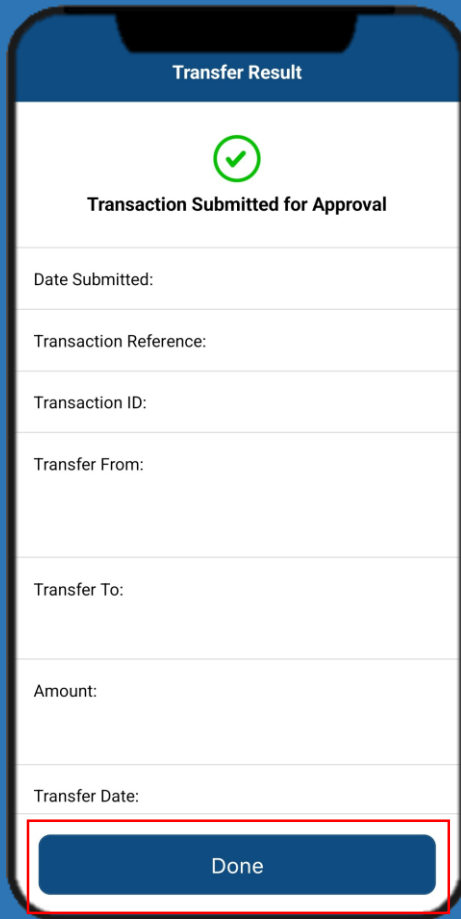 Transfer Result
Transaction Submitted for Approval
Date Submitted:
Transaction Reference:
Transaction ID:
Transfer From:
Transfer To:
Amount:
Transfer Date:
Done